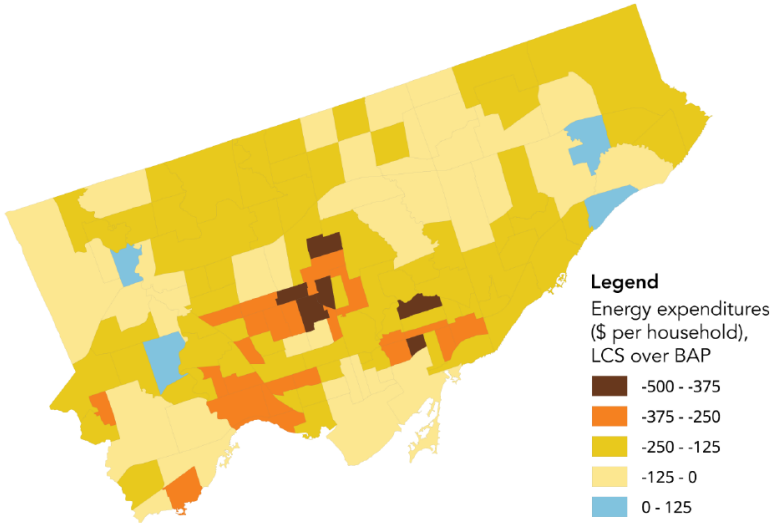 Legend
Energy expenditures
($ per household),
LCS over BAP
-500 - -375
-375 - -250
-250 - -125
-125 - 0
0 - 125